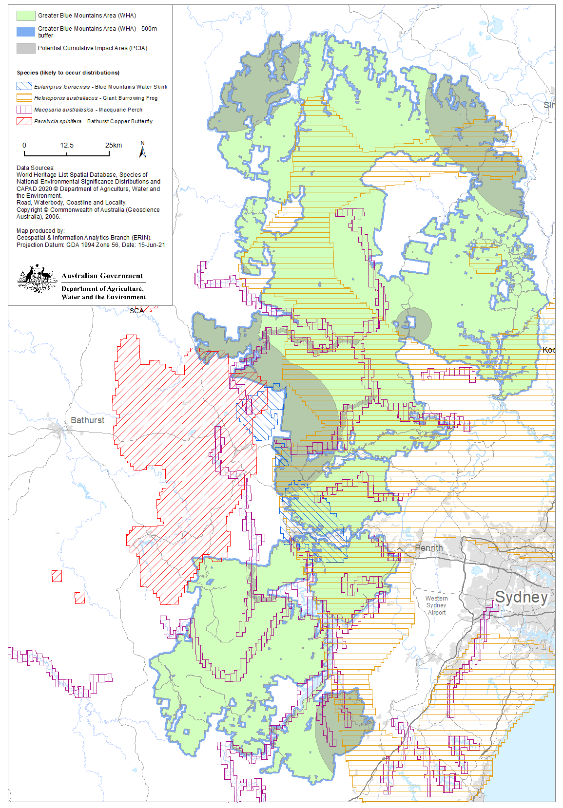 Greater Blue Mountains Area (WHA)
Greater Blue Mountains Area (WHA) - 500m
buffer
Potential Cumulative Impact Area (PCIA)
Species (likely to occur distributions)
Eulamprus leuraensis - Blue Mountains Water Skink
Heleioporus australiacus - Giant Burrowing Frog
Macquaria australasica - Macquarie Perch
Paralucia spinifera - Bathurst Copper Butterfly
0 12.5 25km
N
Data Sources:
World Heritage List Spatial Database, Species of
National Environmental Significance Distributions and
CAPAD 2020 © Department of Agriculture, Water and
the Environment.
Road, Waterbody, Coastline and Locality
Copyright © Commonwealth of Australia (Geoscience
Australia), 2006.
Map produced by:
Geospatial & Information Analytics Branch (ERIN).
Projection Datum: GDA 1994 Zone 56, Date: 15-Jun-21
Australian Government
Department of Agriculture,
Water and the Environment
Sin
SCA
Koo
Bathurst
Penrith
Western
Sydney
Airport
Sydney